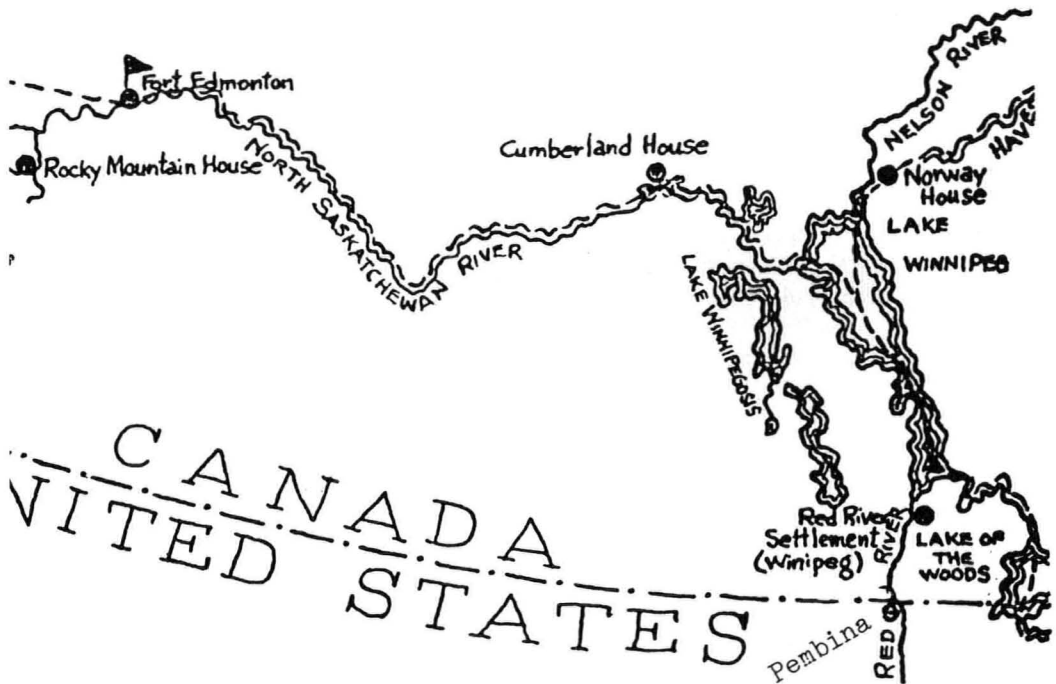 Fort Edmonton
Rocky Mountain House
NORTH SASKATCHEWAN RIVER
Cumberland House
NELSON RIVER
HAVE
Norway
House
LAKE
WINNIPEG
LAKE WINNIPEGOSIS
CANADA
NITED STATES
Red River
Settlement
(Winipeg)
RED RIVER
LAKE OF
THE
WOODS
Pembina